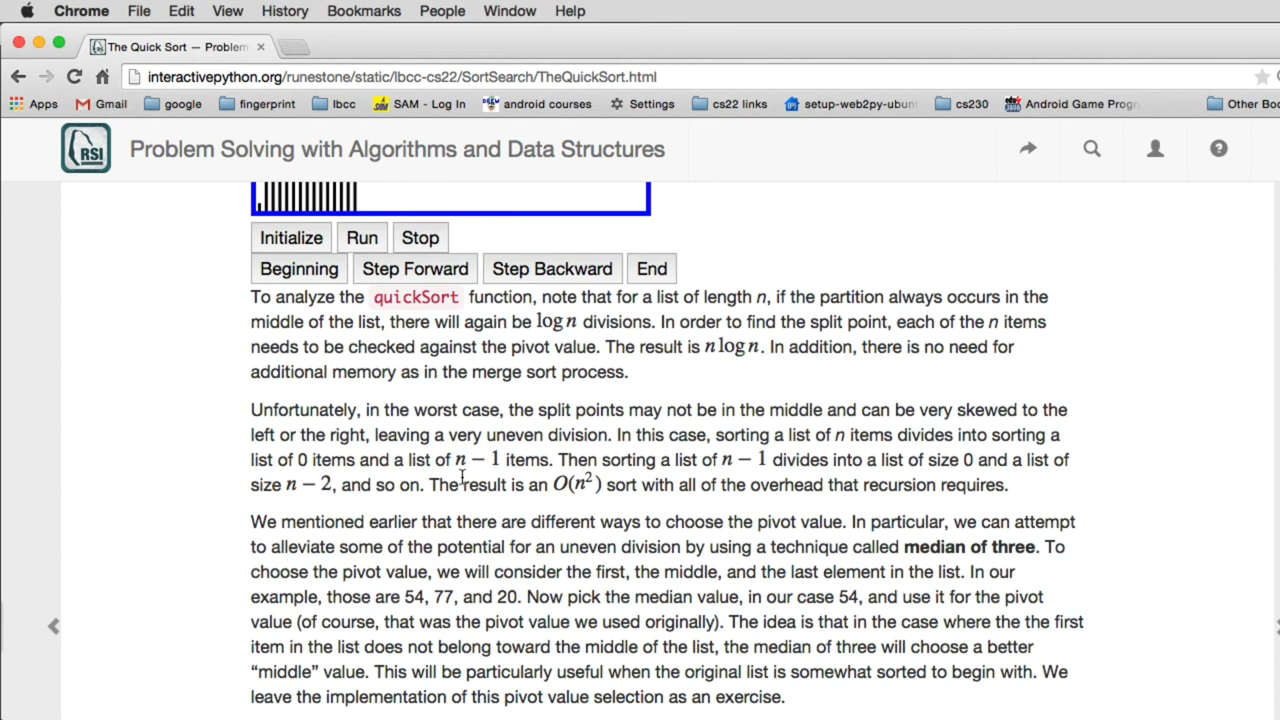 Chrome File Edit View History Bookmarks People Window Help
The Quick Sort — Problem
interactivepython.org/runestone/static/lbcc-cs22/SortSearch/TheQuickSort.html
Apps Gmail google fingerprint lbcc SAM - Log In android courses Settings cs22 links setup-web2py-ubunt cs230 Android Game Progr Other Boo
RSI Problem Solving with Algorithms and Data Structures
Initialize Run Stop
Beginning Step Forward Step Backward End
To analyze the quickSort function, note that for a list of length n, if the partition always occurs in the
middle of the list, there will again be log n divisions. In order to find the split point, each of the n items
needs to be checked against the pivot value. The result is n log n. In addition, there is no need for
additional memory as in the merge sort process.
Unfortunately, in the worst case, the split points may not be in the middle and can be very skewed to the
left or the right, leaving a very uneven division. In this case, sorting a list of n items divides into sorting a
list of 0 items and a list of n − 1 items. Then sorting a list of n − 1 divides into a list of size 0 and a list of
size n − 2, and so on. The result is an O(n²) sort with all of the overhead that recursion requires.
We mentioned earlier that there are different ways to choose the pivot value. In particular, we can attempt
to alleviate some of the potential for an uneven division by using a technique called median of three. To
choose the pivot value, we will consider the first, the middle, and the last element in the list. In our
example, those are 54, 77, and 20. Now pick the median value, in our case 54, and use it for the pivot
value (of course, that was the pivot value we used originally). The idea is that in the case where the the first
item in the list does not belong toward the middle of the list, the median of three will choose a better
“middle” value. This will be particularly useful when the original list is somewhat sorted to begin with. We
leave the implementation of this pivot value selection as an exercise.